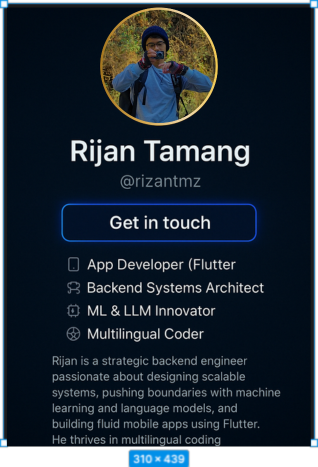 Rijan Tamang
@rizantmz
Get in touch
App Developer (Flutter
Backend Systems Architect
ML & LLM Innovator
Multilingual Coder
Rijan is a strategic backend engineer
passionate about designing scalable
systems, pushing boundaries with machine
learning and language models, and
building fluid mobile apps using Flutter.
He thrives in multilingual coding
310 × 439